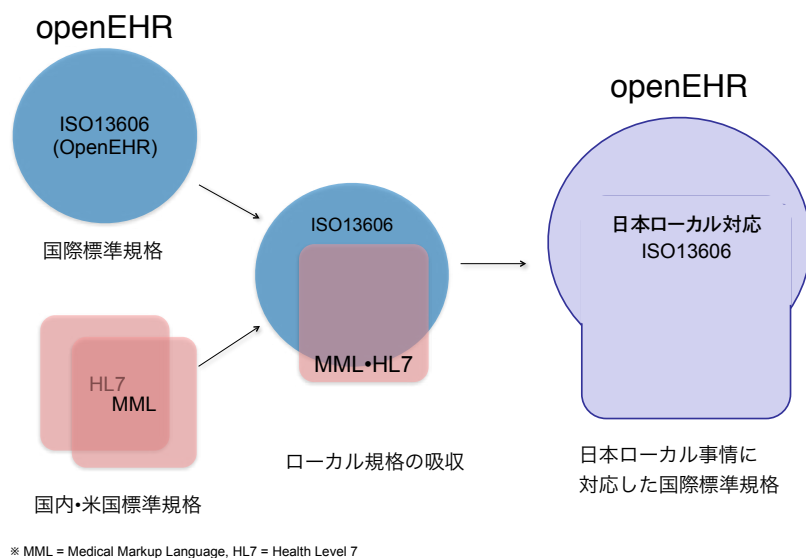 openEHR
ISO13606
(OpenEHR)
国際標準規格
HL7
MML
国内•米国標準規格
ISO13606
MML•HL7
ローカル規格の吸収
openEHR
日本ローカル対応
ISO13606
日本ローカル事情に
対応した国際標準規格
※ MML = Medical Markup Language, HL7 = Health Level 7